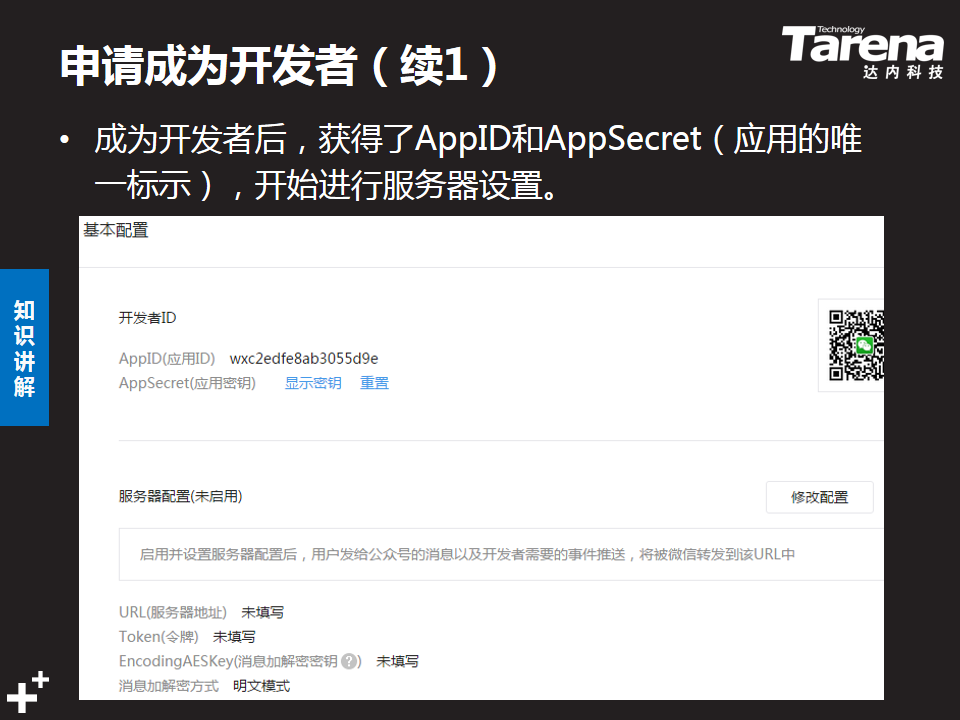 申请成为开发者（续1）
Technology
Tarena
达内科技
• 成为开发者后，获得了AppID和AppSecret（应用的唯
一标示），开始进行服务器设置。
知识讲解
基本配置
开发者ID
AppID(应用ID) wxc2edfe8ab3055d9e
AppSecret(应用密钥) 显示密钥 重置
服务器配置(未启用)
修改配置
启用并设置服务器配置后，用户发给公众号的消息以及开发者需要的事件推送，将被微信转发到该URL中
URL(服务器地址) 未填写
Token(令牌) 未填写
EncodingAESKey(消息加解密密钥 ?) 未填写
消息加解密方式 明文模式